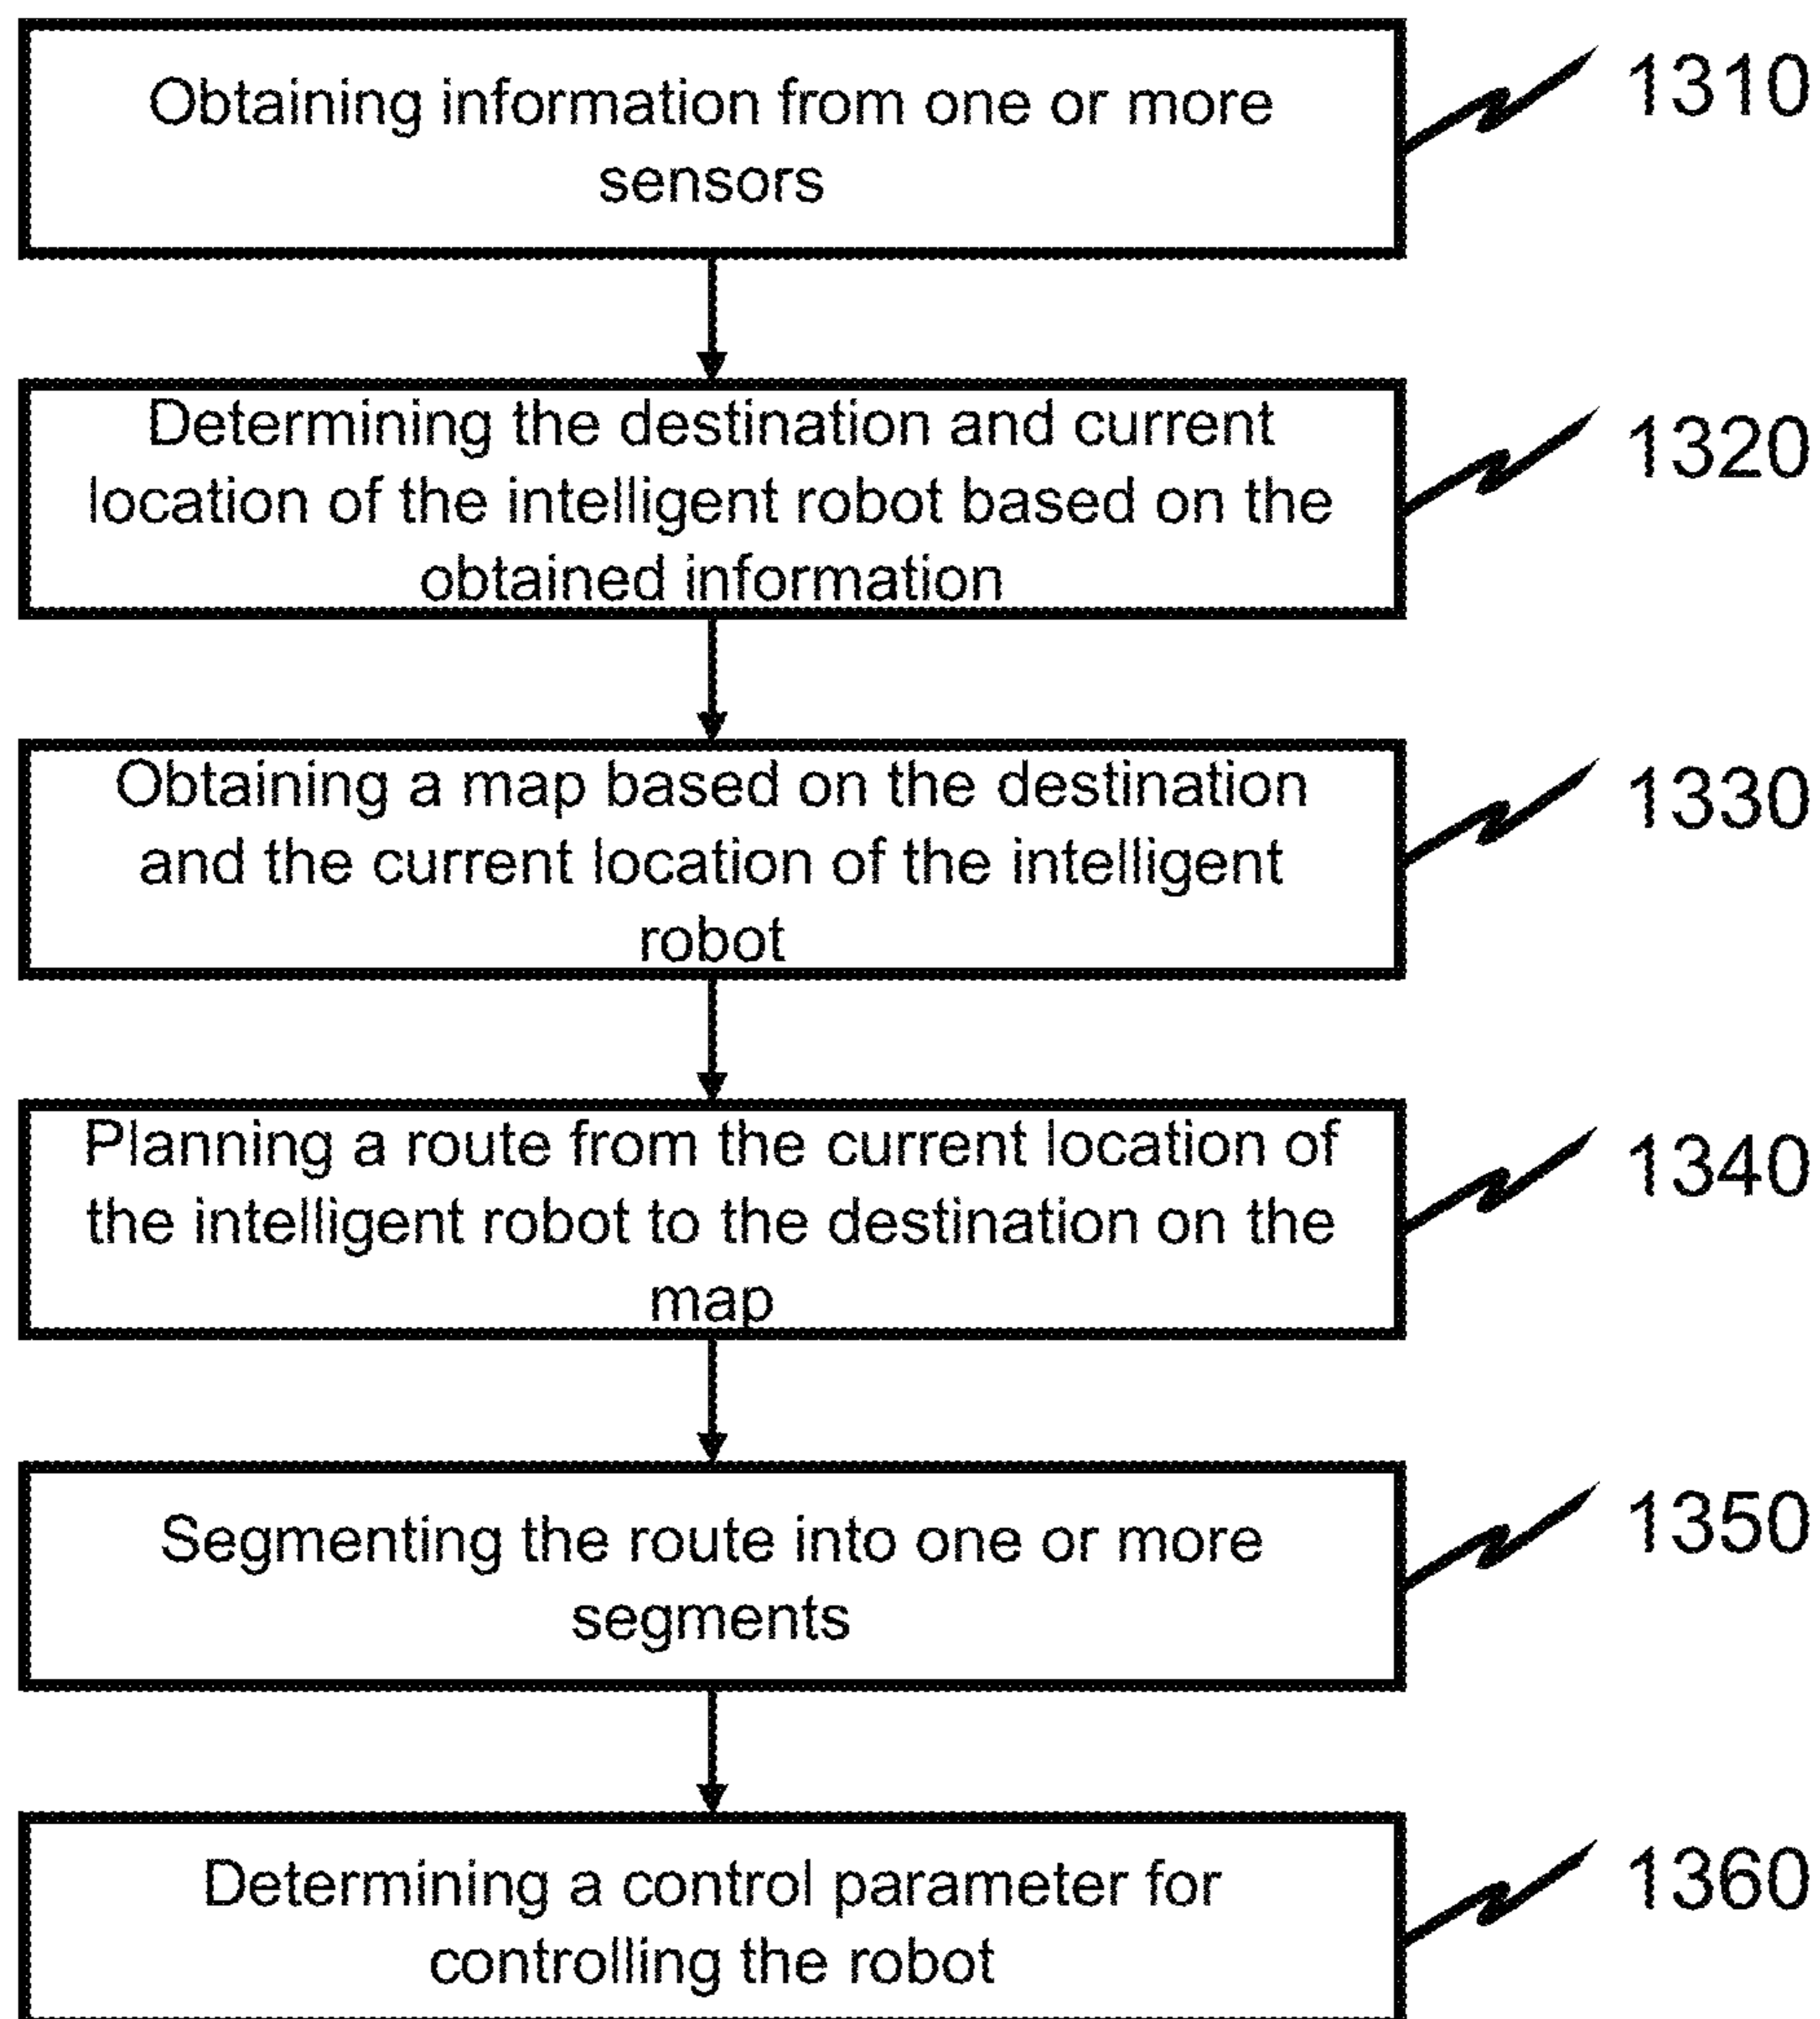 Obtaining information from one or more
sensors
1310
Determining the destination and current
location of the intelligent robot based on the
obtained information
1320
Obtaining a map based on the destination
and the current location of the intelligent
robot
1330
Planning a route from the current location of
the intelligent robot to the destination on the
map
1340
Segmenting the route into one or more
segments
1350
Determining a control parameter for
controlling the robot
1360